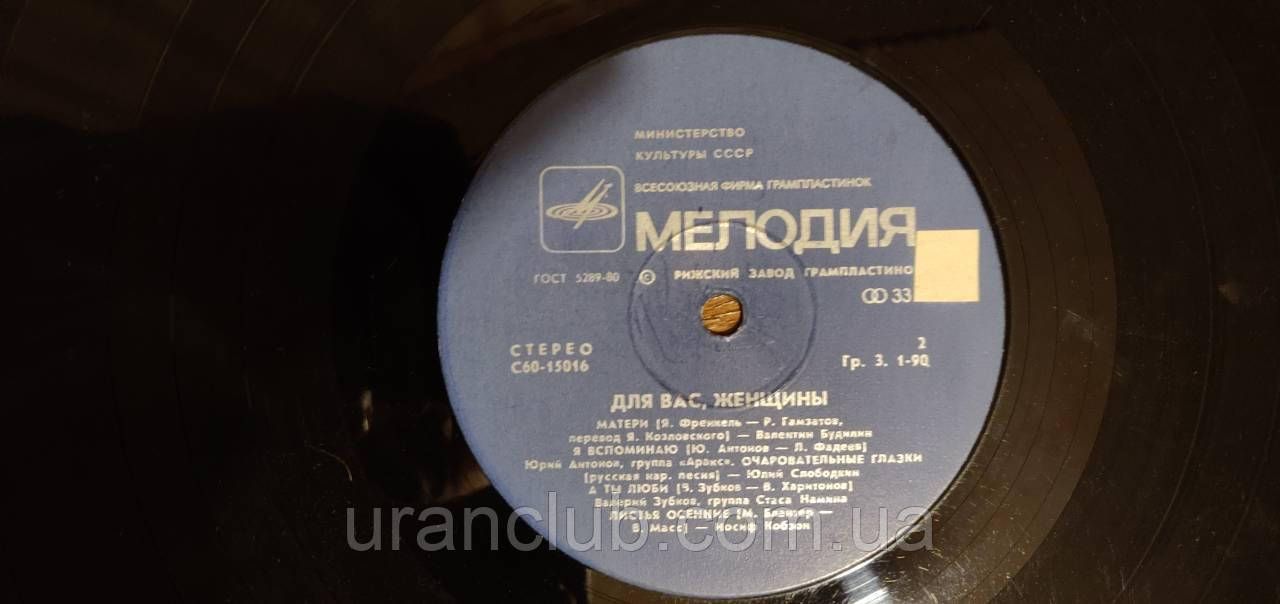 МИНИСТЕРСТВО
КУЛЬТУРЫ СССР
ВСЕСОЮЗНАЯ ФИРМА ГРАМПЛАСТИНОК
МЕЛОДИЯ
ГОСТ 5289-80 © РИЖСКИЙ ЗАВОД ГРАМПЛАСТИНО
33
СТЕРЕО
С60-15016
2
Гр. 3. 1-90
ДЛЯ ВАС, ЖЕНЩИНЫ
МАТЕРИ [Я. Френкель — Р. Гамзатов,
перевод Я. Козловского] — Валентин Будилин
Я ВСПОМИНАЮ [Ю. Антонов — Л. Фадеев]
Юрий Антонов, группа «Аракс». ОЧАРОВАТЕЛЬНЫЕ ГЛАЗКИ
[русская нар. песня] — Юлий Слободкин
А ТЫ ЛЮБИ [В. Зубков — В. Харитонов]
Валерий Зубков, группа Стаса Намина
ЛИСТЬЯ ОСЕННИЕ [М. Блантер —
В. Масс] — Иосиф Кобзон
uranclub.com.ua